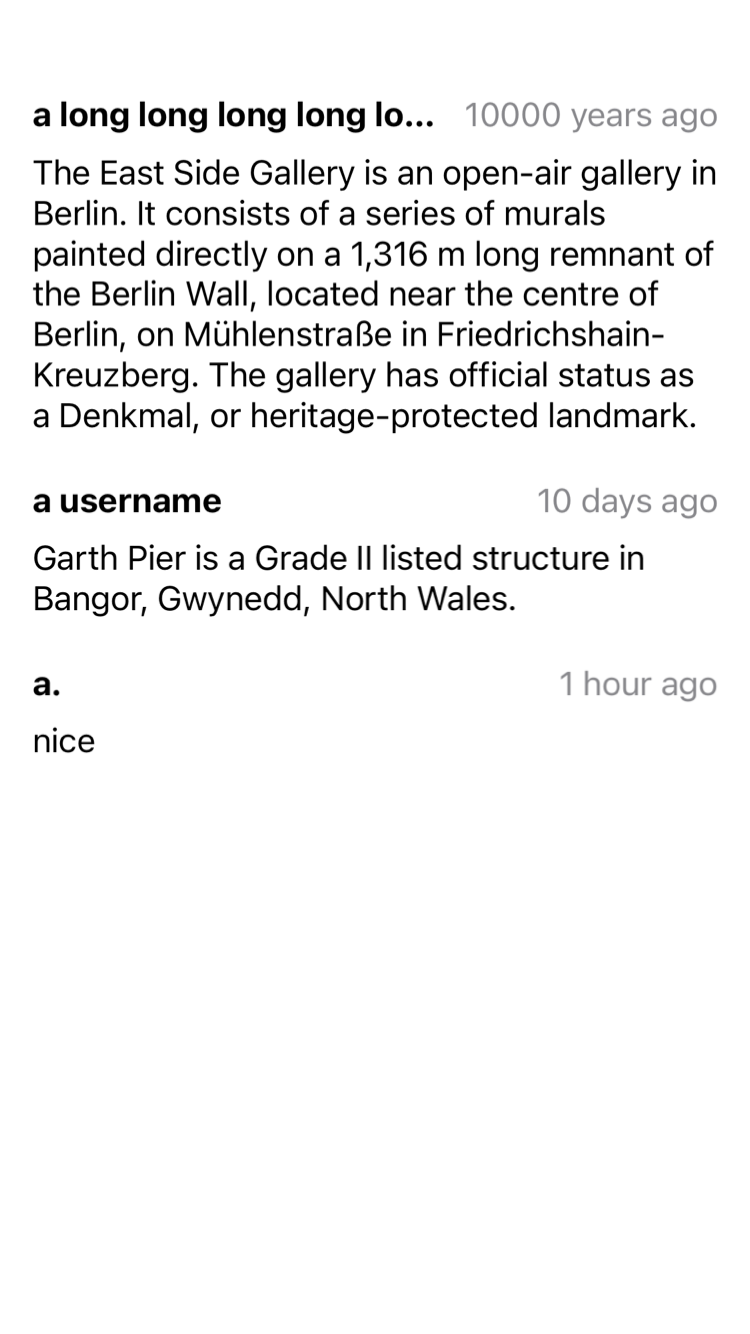 a long long long long lo... 10000 years ago
The East Side Gallery is an open-air gallery in
Berlin. It consists of a series of murals
painted directly on a 1,316 m long remnant of
the Berlin Wall, located near the centre of
Berlin, on Mühlenstraße in Friedrichshain-
Kreuzberg. The gallery has official status as
a Denkmal, or heritage-protected landmark.
a username 10 days ago
Garth Pier is a Grade II listed structure in
Bangor, Gwynedd, North Wales.
a. 1 hour ago
nice